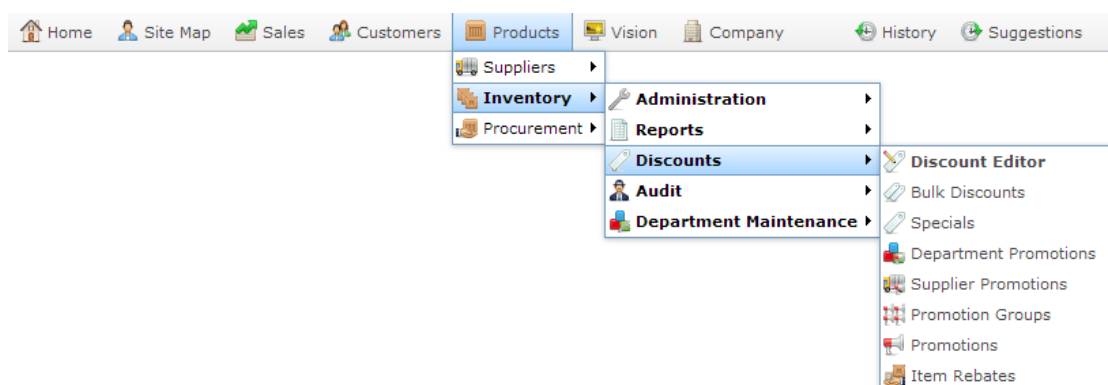 Home Site Map Sales Customers Products Vision Company History Suggestions
Suppliers
Inventory
Procurement
Administration
Reports
Discounts
Audit
Department Maintenance
Discount Editor
Bulk Discounts
Specials
Department Promotions
Supplier Promotions
Promotion Groups
Promotions
Item Rebates